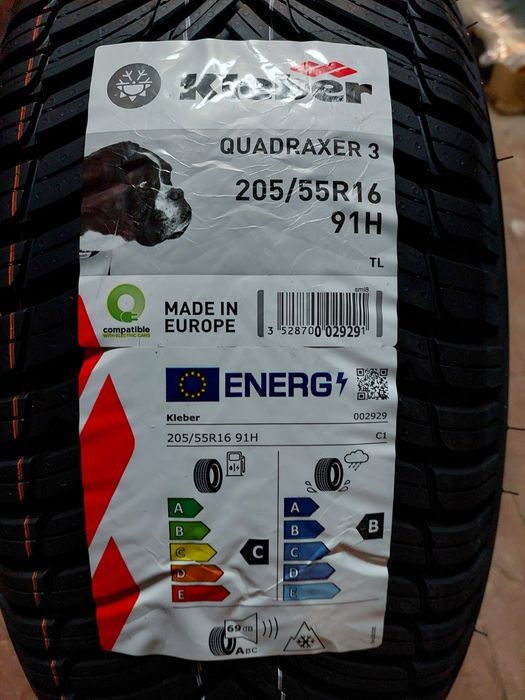 Kleber
QUADRAXER 3
205/55R16
91H
TL
compatible
WITH ELECTRIC CARS
MADE IN
EUROPE
3 528700 029291
ENERG
Kleber
002929
205/55R16 91H
C1
A
B
C
D
E
C
A
B
C
D
E
B
69 dB
ABC